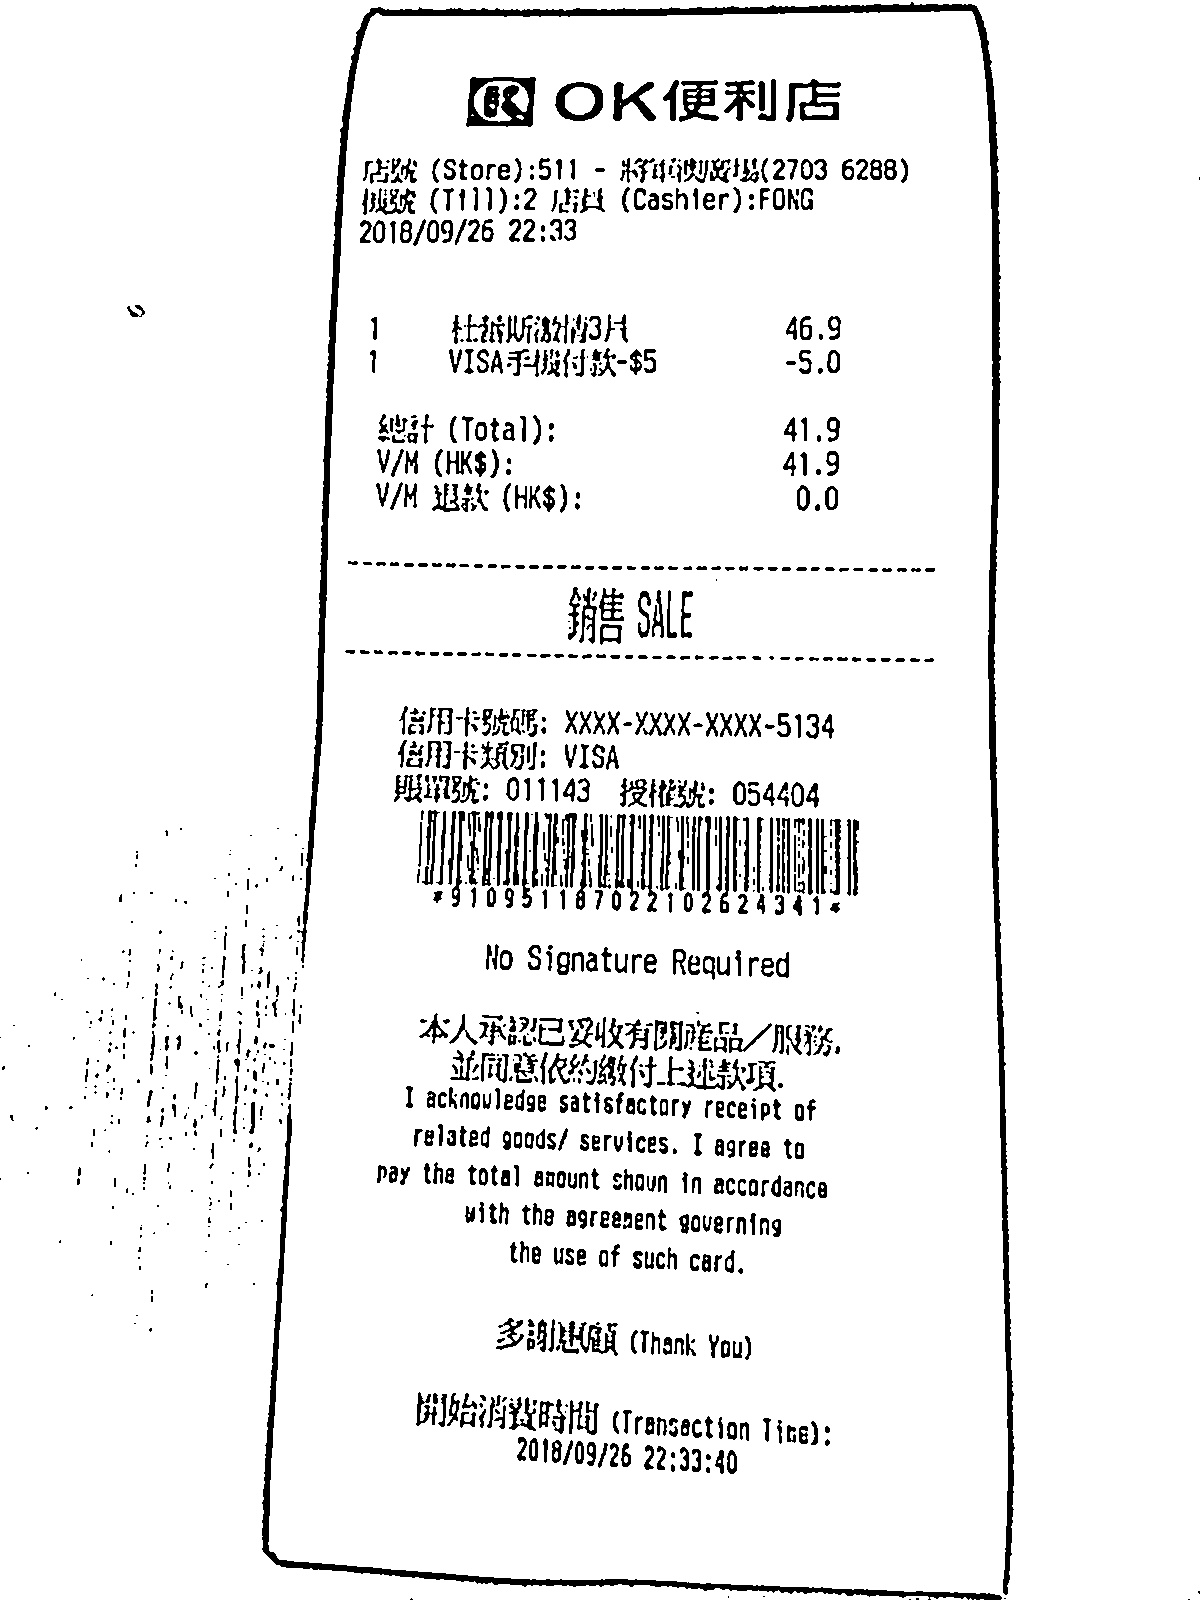 OK便利店
店號 (Store):511 - 將軍澳廣場(2703 6288)
機號 (Till):2 店員 (Cashier):FONG
2018/09/26 22:33
1 杜蕾斯激情3片 46.9
1 VISA手機付款-$5 -5.0
總計 (Total): 41.9
V/M (HK$): 41.9
V/M 退款 (HK$): 0.0
銷售 SALE
信用卡號碼: XXXX-XXXX-XXXX-5134
信用卡類別: VISA
賬單號: 011143 授權號: 054404
*9109511870221026243 41*
No Signature Required
本人承認已妥收有關產品/服務,
並同意依約繳付上述款項.
I acknowledge satisfactory receipt of
related goods/ services. I agree to
pay the total amount shown in accordance
with the agreement governing
the use of such card.
多謝惠顧 (Thank You)
開始消費時間 (Transaction Time):
2018/09/26 22:33:40